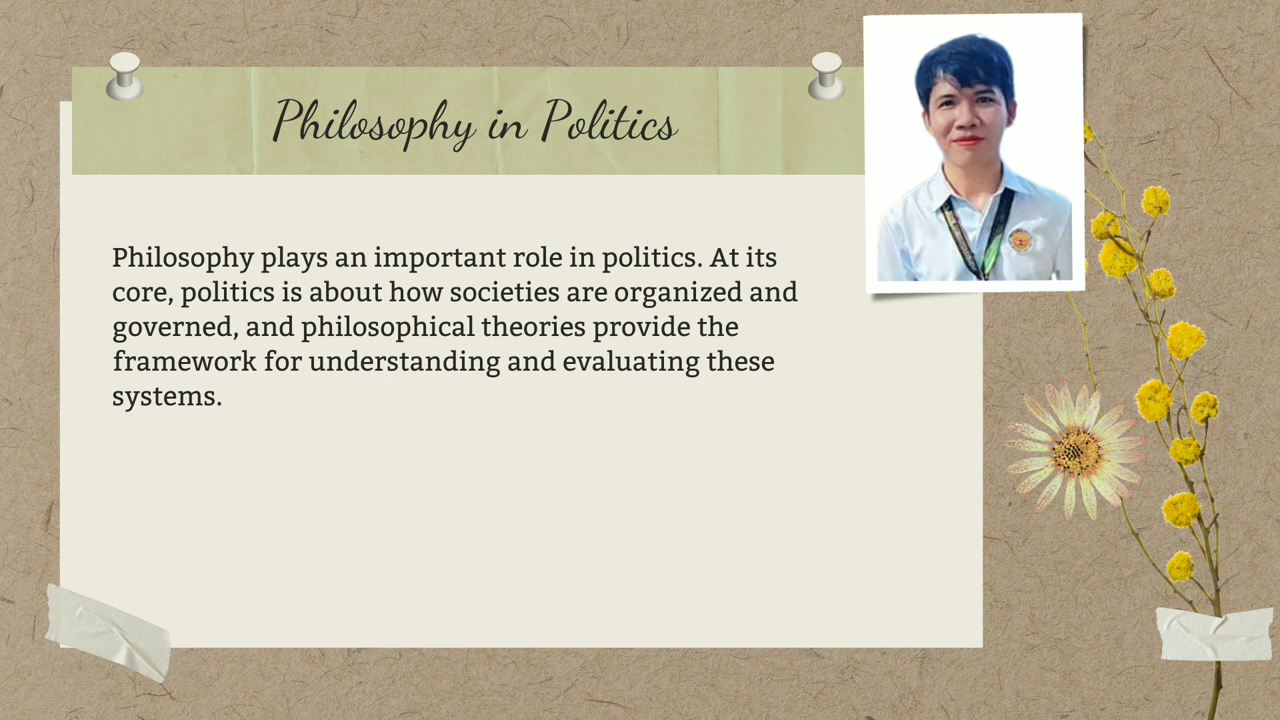 Philosophy in Politics
Philosophy plays an important role in politics. At its
core, politics is about how societies are organized and
governed, and philosophical theories provide the
framework for understanding and evaluating these
systems.